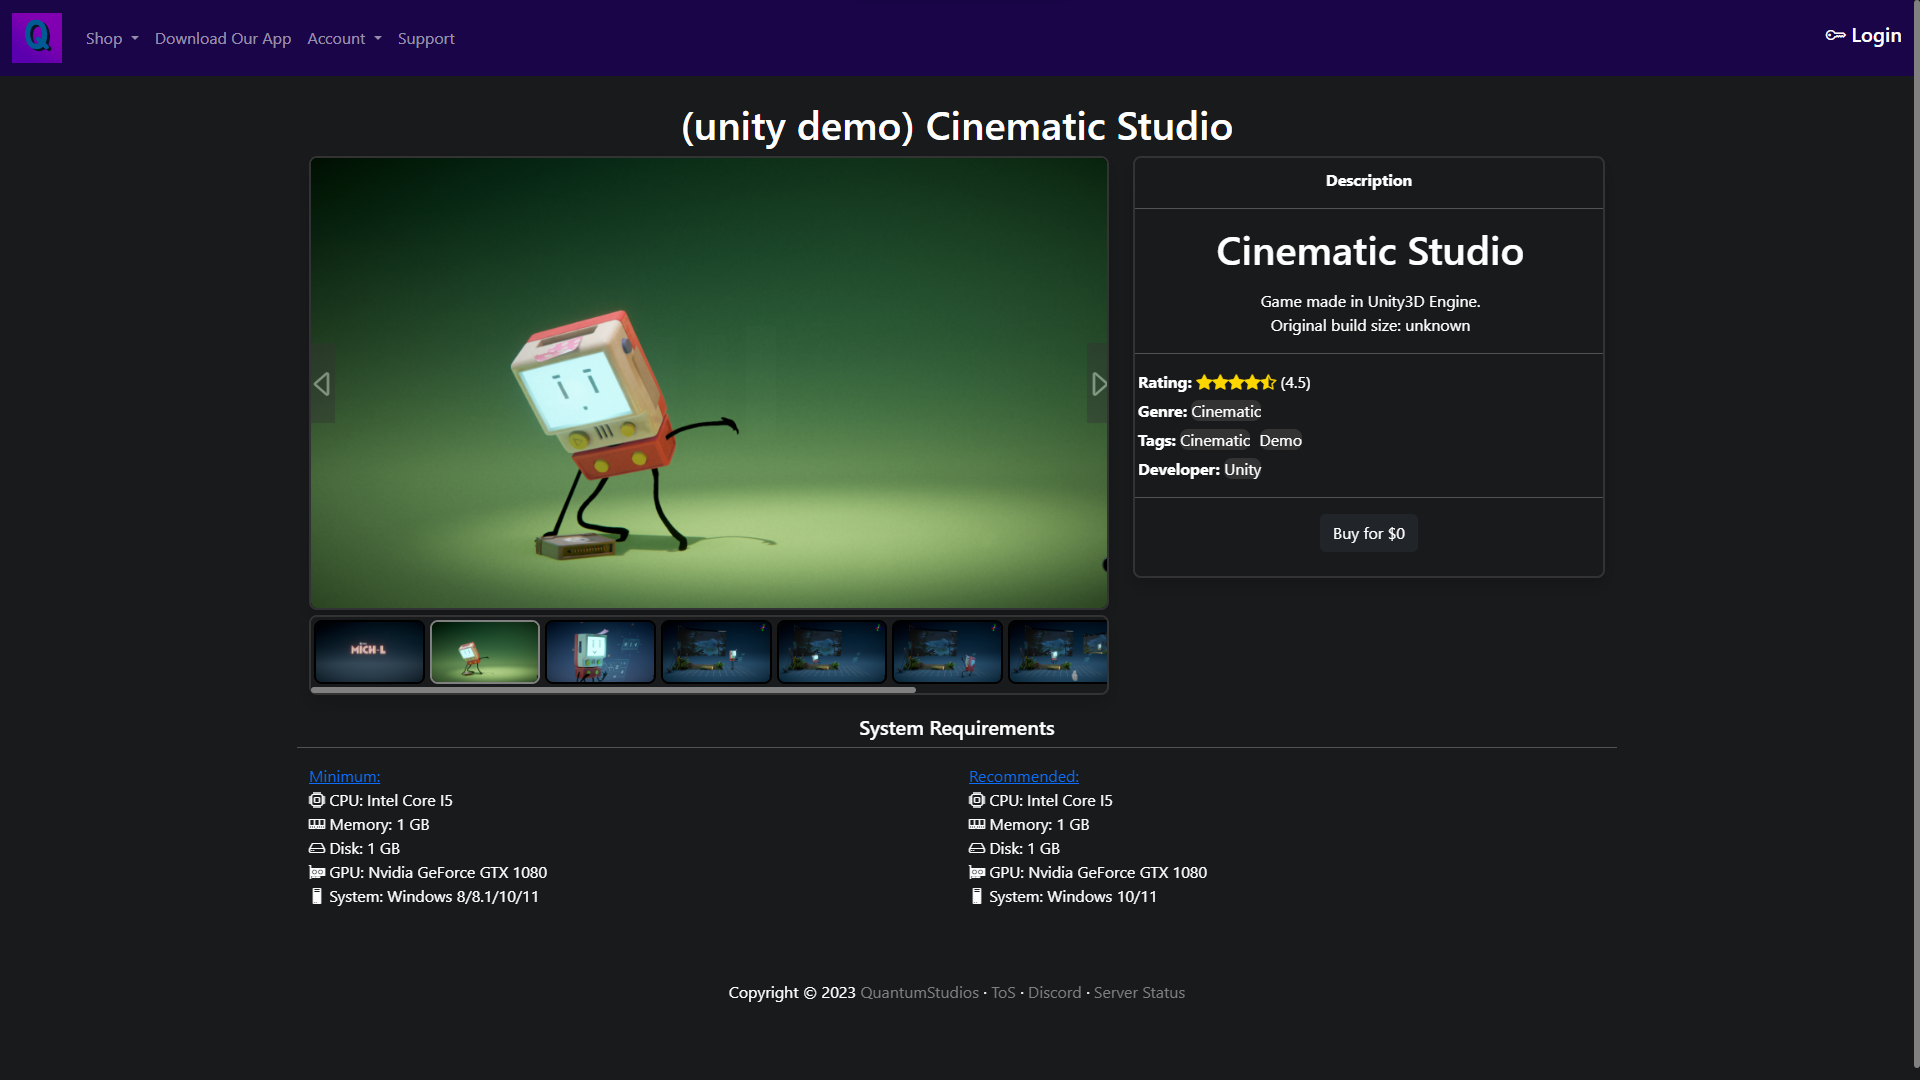 Q
Shop
Download Our App
Account
Support
Login
(unity demo) Cinematic Studio
MICH-L
Description
Cinematic Studio
Game made in Unity3D Engine.
Original build size: unknown
Rating: (4.5)
Genre: Cinematic
Tags: Cinematic Demo
Developer: Unity
Buy for $0
System Requirements
Minimum:
CPU: Intel Core I5
Memory: 1 GB
Disk: 1 GB
GPU: Nvidia GeForce GTX 1080
System: Windows 8/8.1/10/11
Recommended:
CPU: Intel Core I5
Memory: 1 GB
Disk: 1 GB
GPU: Nvidia GeForce GTX 1080
System: Windows 10/11
Copyright © 2023 QuantumStudios · ToS · Discord · Server Status